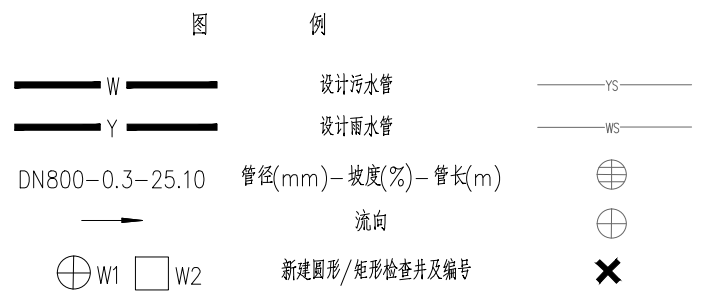 图 例
W 设计污水管 YS
Y 设计雨水管 WS
DN800-0.3-25.10 管径(mm)-坡度(%)-管长(m)
流向
W1 W2 新建圆形/矩形检查井及编号